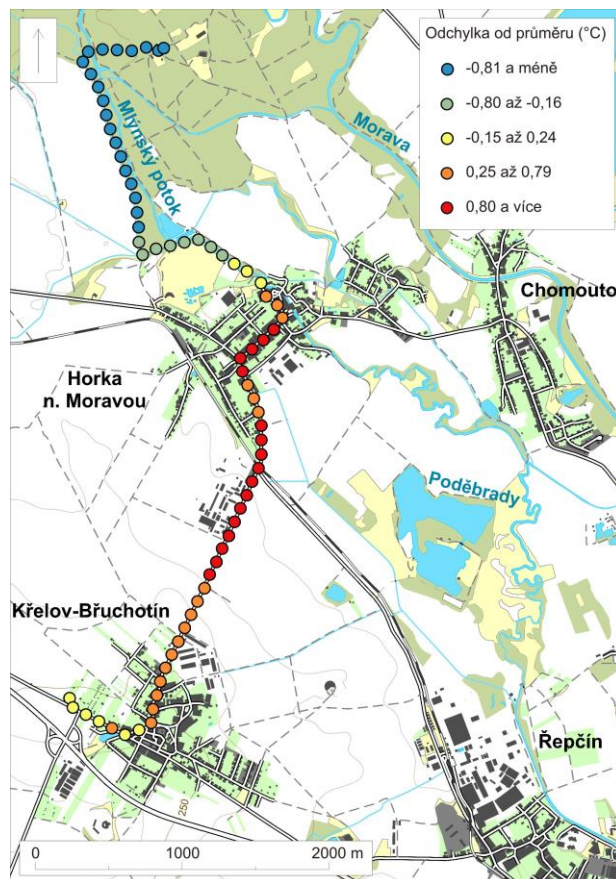 Odchylka od průměru (°C)
-0,81 a méně
-0,80 až -0,16
-0,15 až 0,24
0,25 až 0,79
0,80 a více
Mlýnský potok
Morava
Chomouto
Horka
n. Moravou
Poděbrady
Křelov-Břuchotín
Řepčín
250
0
1000
2000 m